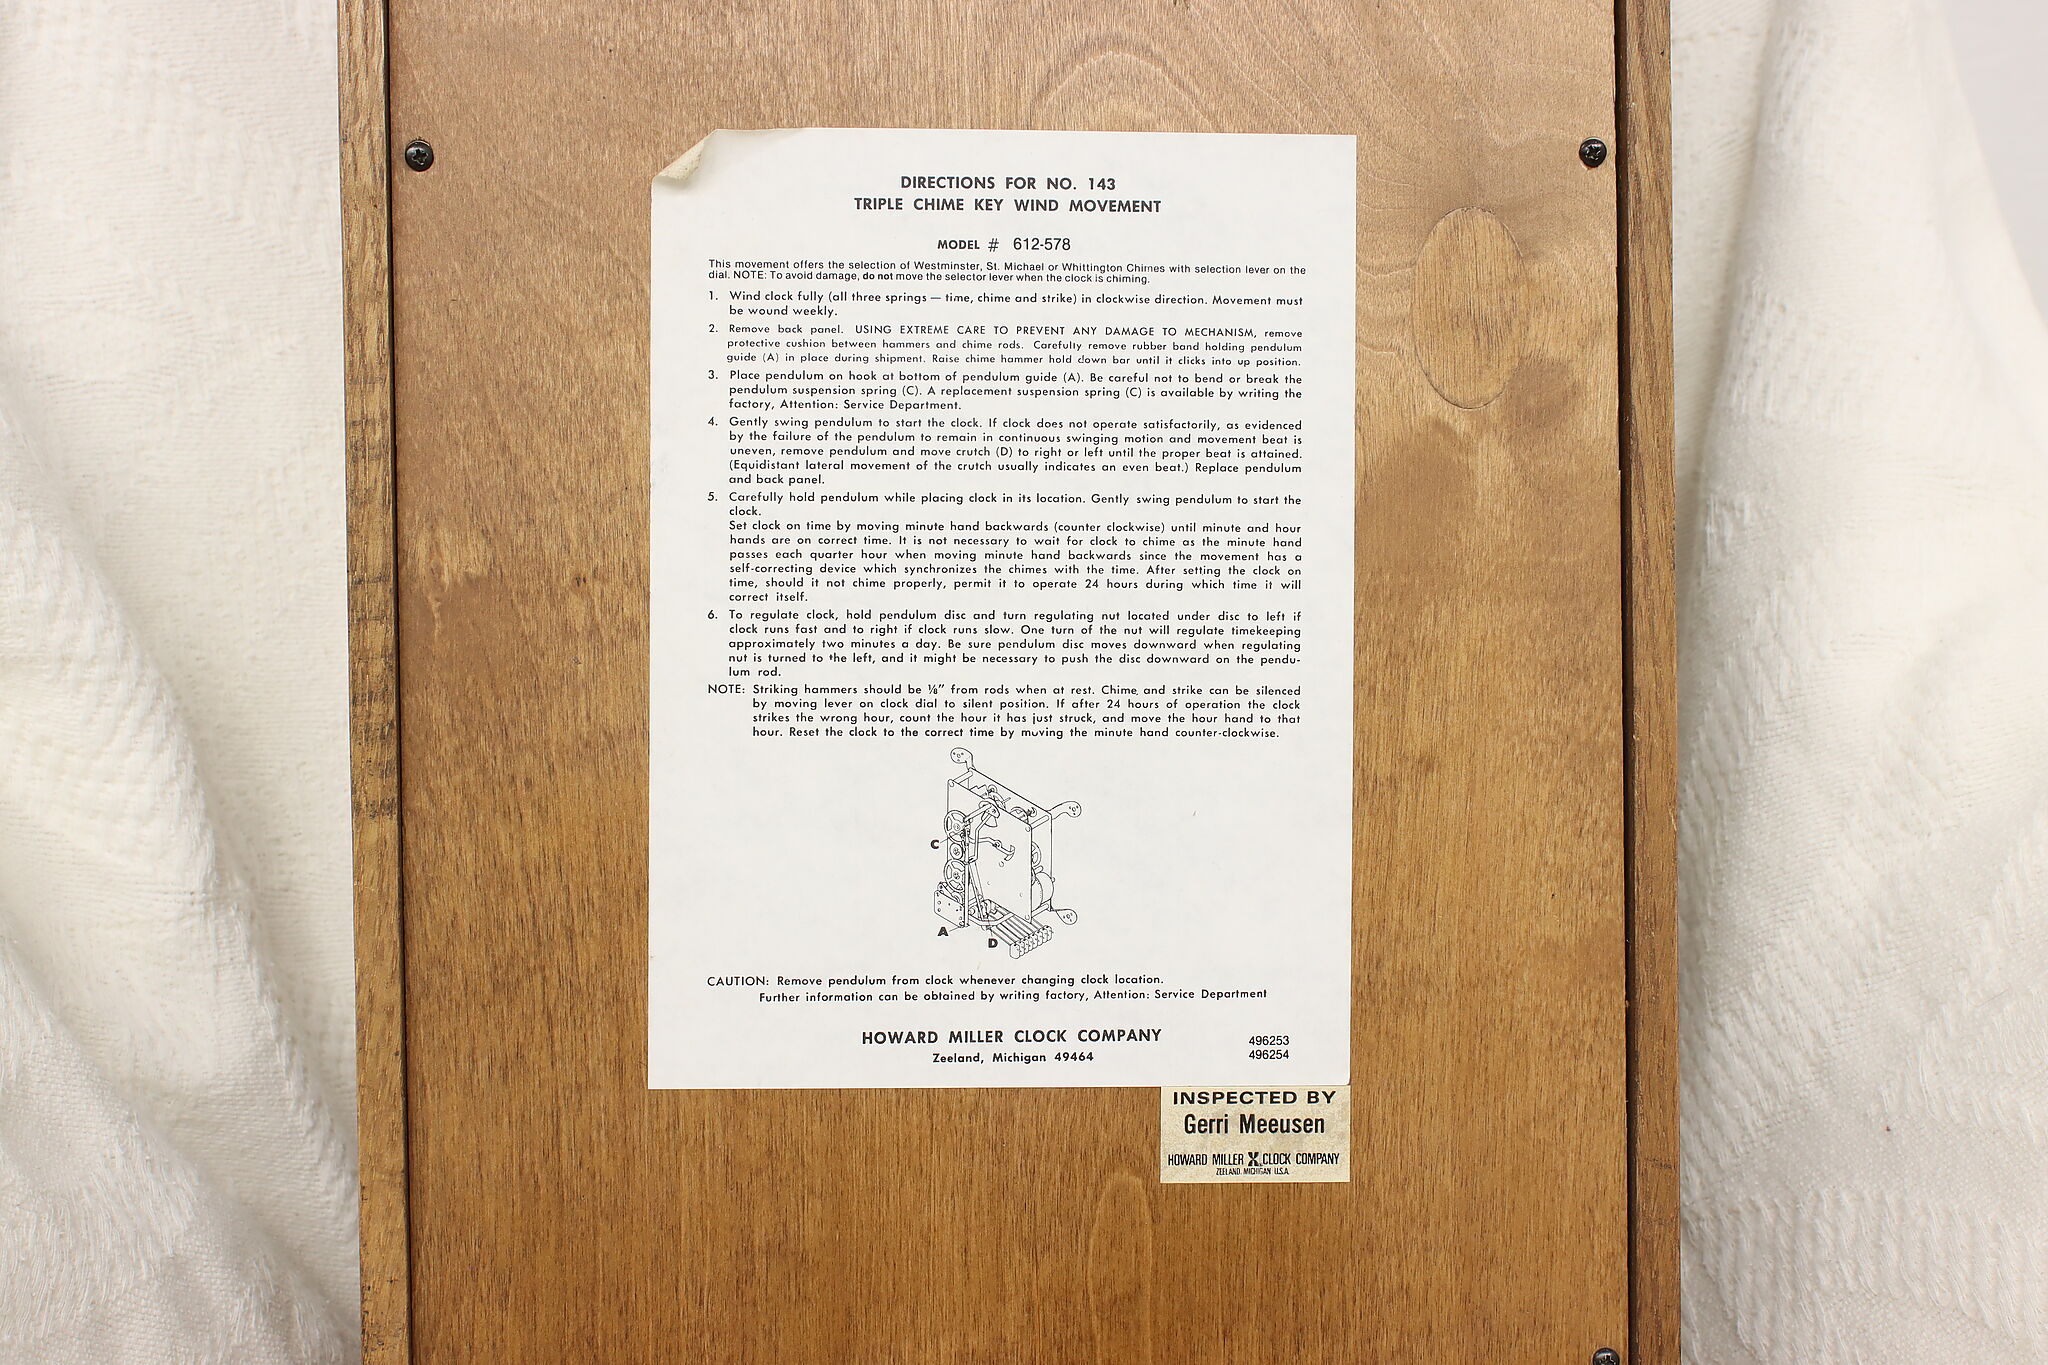 DIRECTIONS FOR NO. 143
TRIPLE CHIME KEY WIND MOVEMENT
MODEL # 612-578
This movement offers the selection of Westminster, St. Michael or Whittington Chimes with selection lever on the
dial. NOTE: To avoid damage, do not move the selector lever when the clock is chiming.
1. Wind clock fully (all three springs — time, chime and strike) in clockwise direction. Movement must
be wound weekly.
2. Remove back panel. USING EXTREME CARE TO PREVENT ANY DAMAGE TO MECHANISM, remove
protective cushion between hammers and chime rods. Carefully remove rubber band holding pendulum
guide (A) in place during shipment. Raise chime hammer hold down bar until it clicks into up position.
3. Place pendulum on hook at bottom of pendulum guide (A). Be careful not to bend or break the
pendulum suspension spring (C). A replacement suspension spring (C) is available by writing the
factory, Attention: Service Department.
4. Gently swing pendulum to start the clock. If clock does not operate satisfactorily, as evidenced
by the failure of the pendulum to remain in continuous swinging motion and movement beat is
uneven, remove pendulum and move crutch (D) to right or left until the proper beat is attained.
(Equidistant lateral movement of the crutch usually indicates an even beat.) Replace pendulum
and back panel.
5. Carefully hold pendulum while placing clock in its location. Gently swing pendulum to start the
clock.
Set clock on time by moving minute hand backwards (counter clockwise) until minute and hour
hands are on correct time. It is not necessary to wait for clock to chime as the minute hand
passes each quarter hour when moving minute hand backwards since the movement has a
self-correcting device which synchronizes the chimes with the time. After setting the clock on
time, should it not chime properly, permit it to operate 24 hours during which time it will
correct itself.
6. To regulate clock, hold pendulum disc and turn regulating nut located under disc to left if
clock runs fast and to right if clock runs slow. One turn of the nut will regulate timekeeping
approximately two minutes a day. Be sure pendulum disc moves downward when regulating
nut is turned to the left, and it might be necessary to push the disc downward on the pendu-
lum rod.
NOTE: Striking hammers should be ⅛" from rods when at rest. Chime and strike can be silenced
by moving lever on clock dial to silent position. If after 24 hours of operation the clock
strikes the wrong hour, count the hour it has just struck, and move the hour hand to that
hour. Reset the clock to the correct time by moving the minute hand counter-clockwise.
C
A
D
CAUTION: Remove pendulum from clock whenever changing clock location.
Further information can be obtained by writing factory, Attention: Service Department
HOWARD MILLER CLOCK COMPANY
Zeeland, Michigan 49464
496253
496254
INSPECTED BY
Gerri Meeusen
HOWARD MILLER CLOCK COMPANY
ZEELAND, MICHIGAN U.S.A.